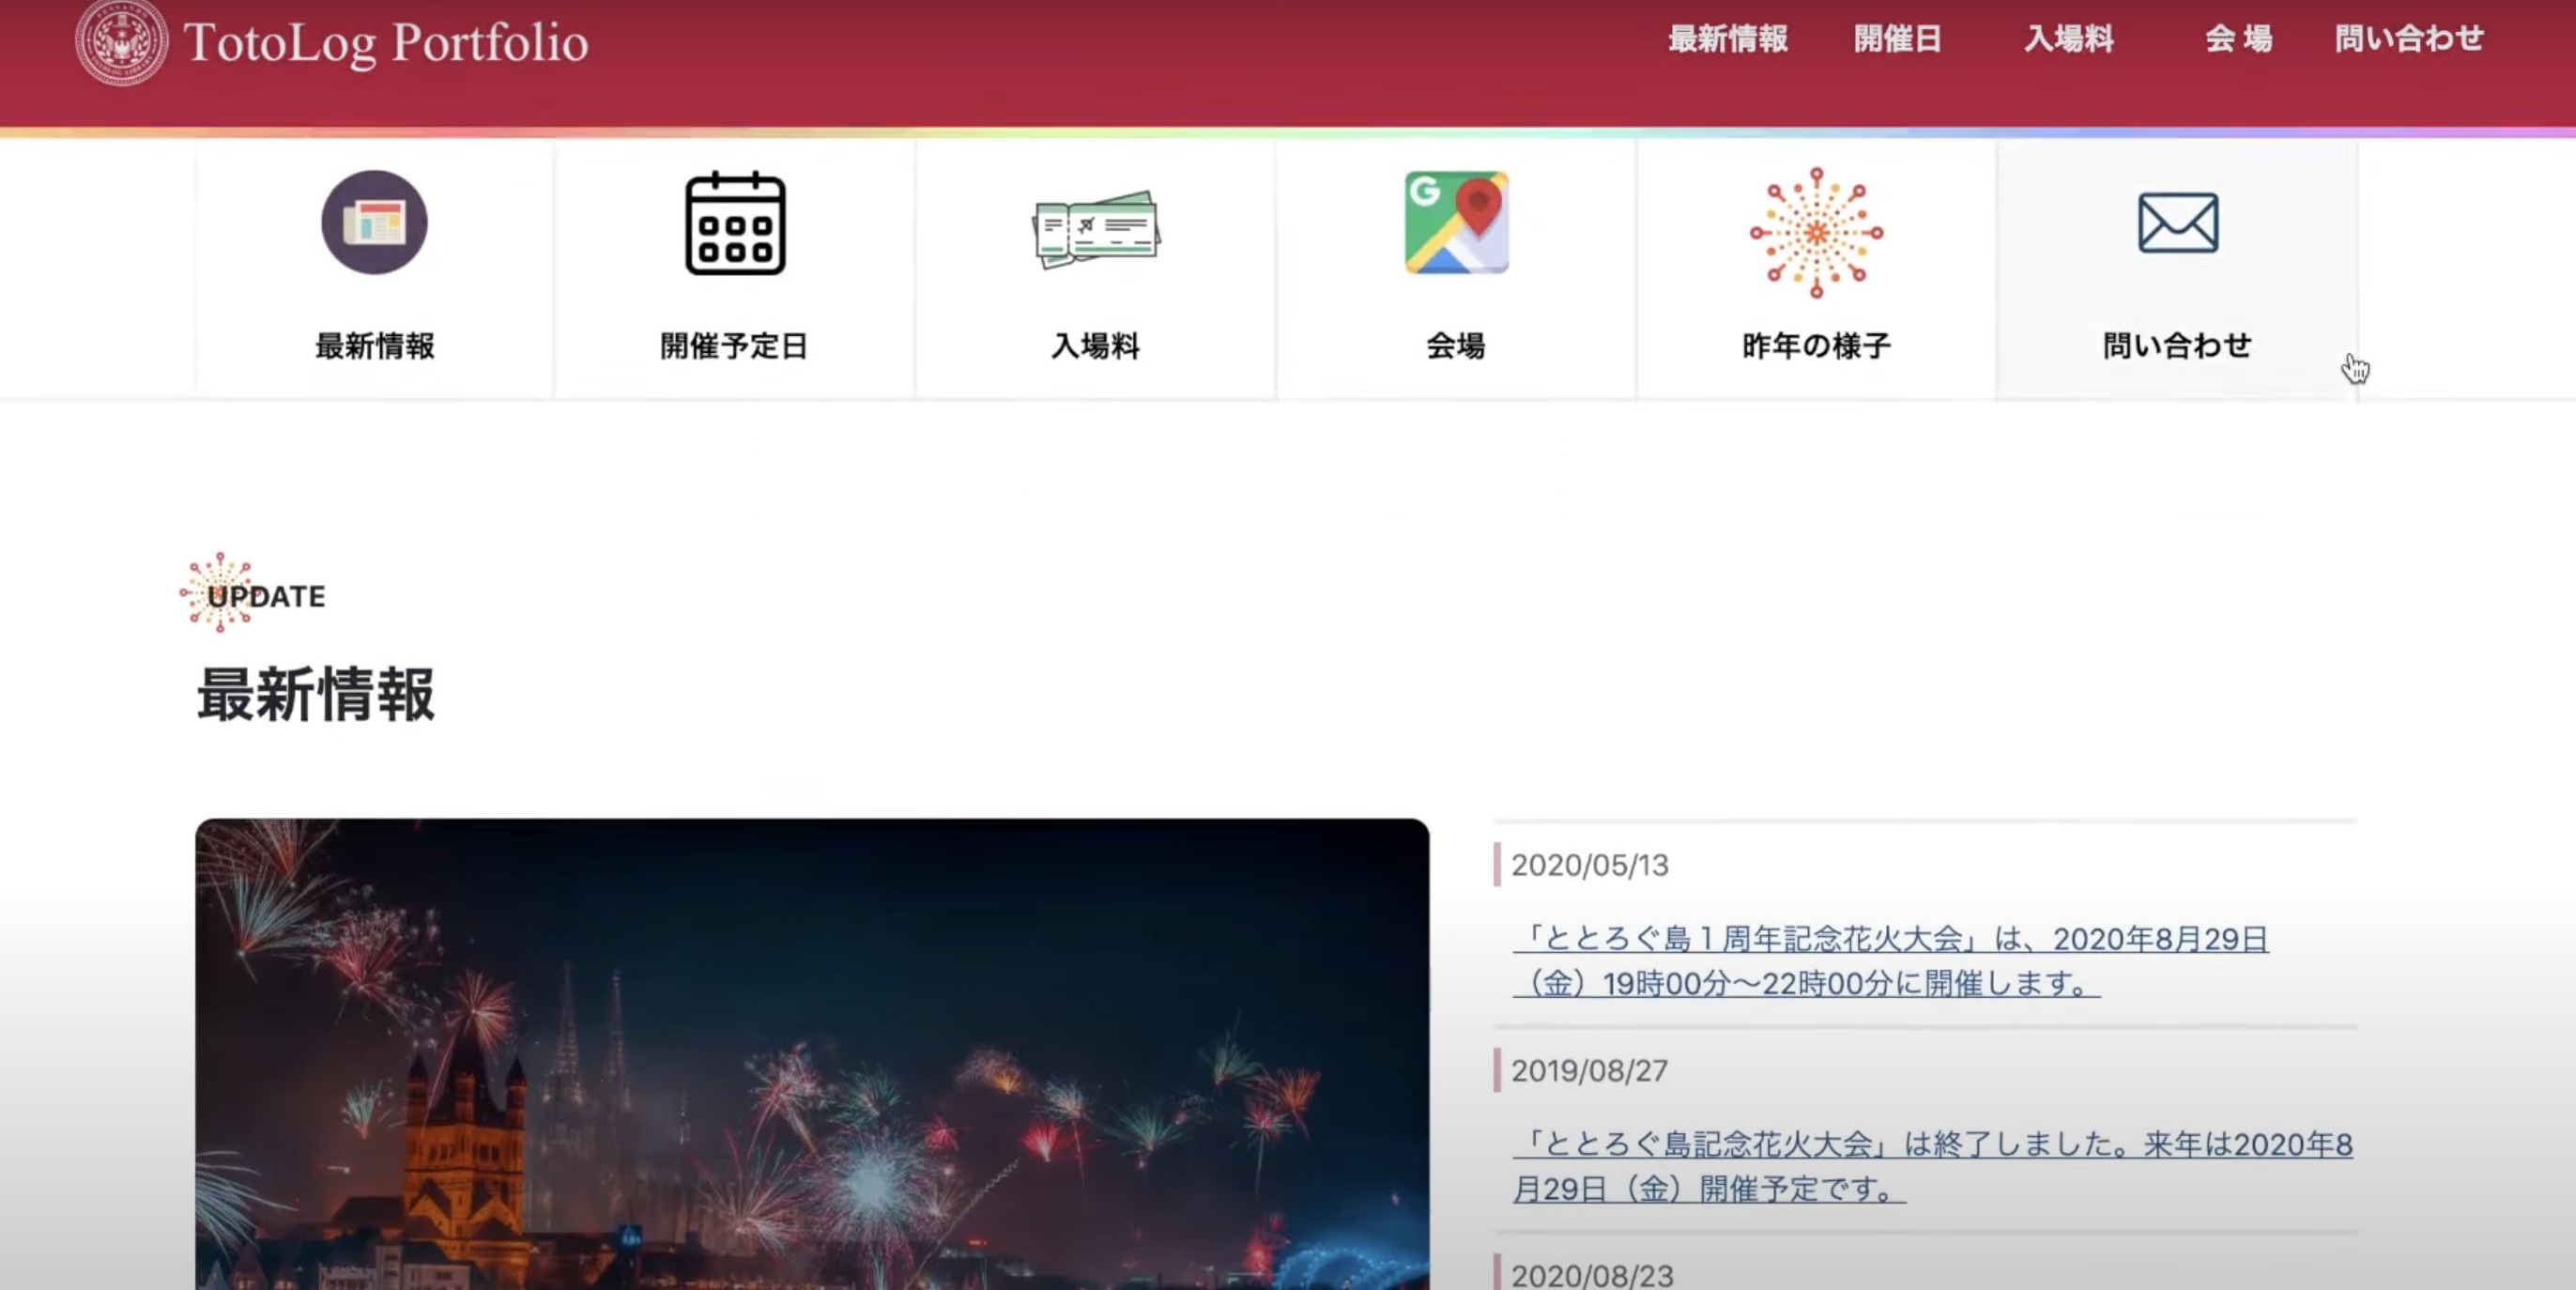 TotoLog Portfolio
最新情報 開催日 入場料 会 場 問い合わせ
最新情報 開催予定日 入場料 会場 昨年の様子 問い合わせ
UPDATE
最新情報
2020/05/13
「ととろぐ島１周年記念花火大会」は、2020年8月29日
（金）19時00分〜22時00分に開催します。
2019/08/27
「ととろぐ島記念花火大会」は終了しました。来年は2020年8
月29日（金）開催予定です。
2020/08/23